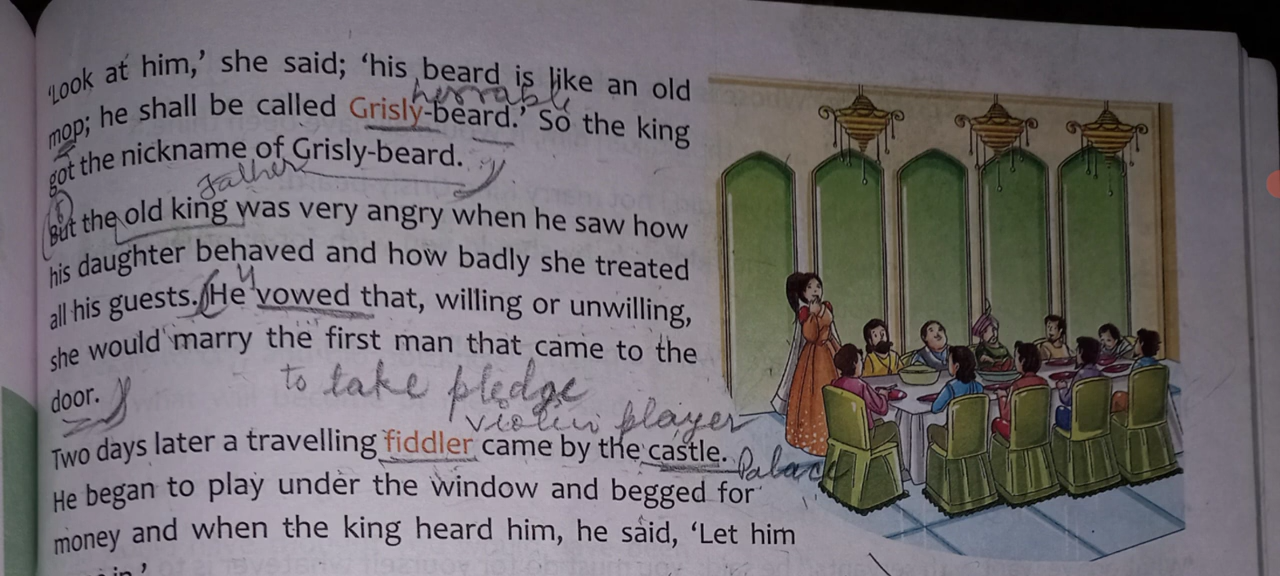 'Look at him,' she said; 'his beard is like an old
horrable
mop; he shall be called Grisly-beard.' So the king
got the nickname of Grisly-beard.
father
But the old king was very angry when he saw how
his daughter behaved and how badly she treated
all his guests. He vowed that, willing or unwilling,
she would marry the first man that came to the
door.
to take pledge
violin player
Two days later a travelling fiddler came by the castle.
Palace
He began to play under the window and begged for
money and when the king heard him, he said, 'Let him
in.'